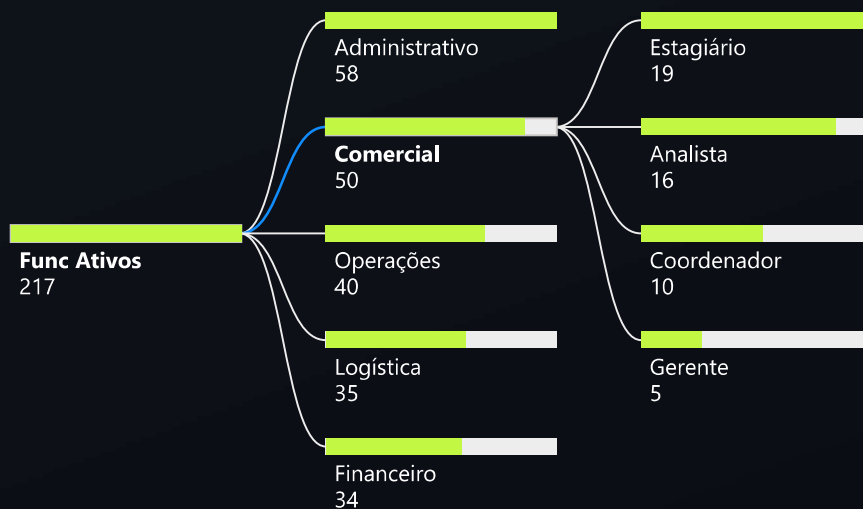 Func Ativos
217
Administrativo
58
Comercial
50
Operações
40
Logística
35
Financeiro
34
Estagiário
19
Analista
16
Coordenador
10
Gerente
5